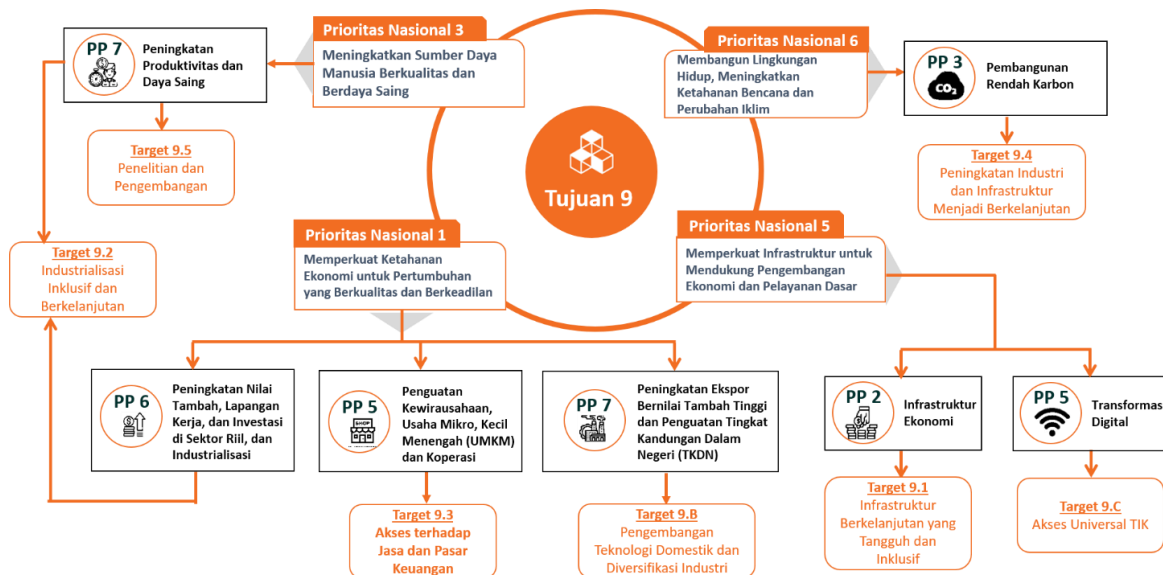 Prioritas Nasional 3
Meningkatkan Sumber Daya
Manusia Berkualitas dan
Berdaya Saing
PP 7
Peningkatan
Produktivitas dan
Daya Saing
Target 9.5
Penelitian dan
Pengembangan
Target 9.2
Industrialisasi
Inklusif dan
Berkelanjutan
Prioritas Nasional 6
Membangun Lingkungan
Hidup, Meningkatkan
Ketahanan Bencana dan
Perubahan Iklim
PP 3
CO₂
Pembangunan
Rendah Karbon
Target 9.4
Peningkatan Industri
dan Infrastruktur
Menjadi Berkelanjutan
Tujuan 9
Prioritas Nasional 1
Memperkuat Ketahanan
Ekonomi untuk Pertumbuhan
yang Berkualitas dan Berkeadilan
Prioritas Nasional 5
Memperkuat Infrastruktur untuk
Mendukung Pengembangan
Ekonomi dan Pelayanan Dasar
PP 6
Peningkatan Nilai
Tambah, Lapangan
Kerja, dan Investasi
di Sektor Riil, dan
Industrialisasi
PP 5
SHOP
Penguatan
Kewirausahaan,
Usaha Mikro, Kecil
Menengah (UMKM)
dan Koperasi
Target 9.3
Akses terhadap
Jasa dan Pasar
Keuangan
PP 7
Peningkatan Ekspor
Bernilai Tambah Tinggi
dan Penguatan Tingkat
Kandungan Dalam
Negeri (TKDN)
Target 9.B
Pengembangan
Teknologi Domestik dan
Diversifikasi Industri
PP 2
Infrastruktur
Ekonomi
Target 9.1
Infrastruktur
Berkelanjutan yang
Tangguh dan
Inklusif
PP 5
Transformas
Digital
Target 9.C
Akses Universal TIK